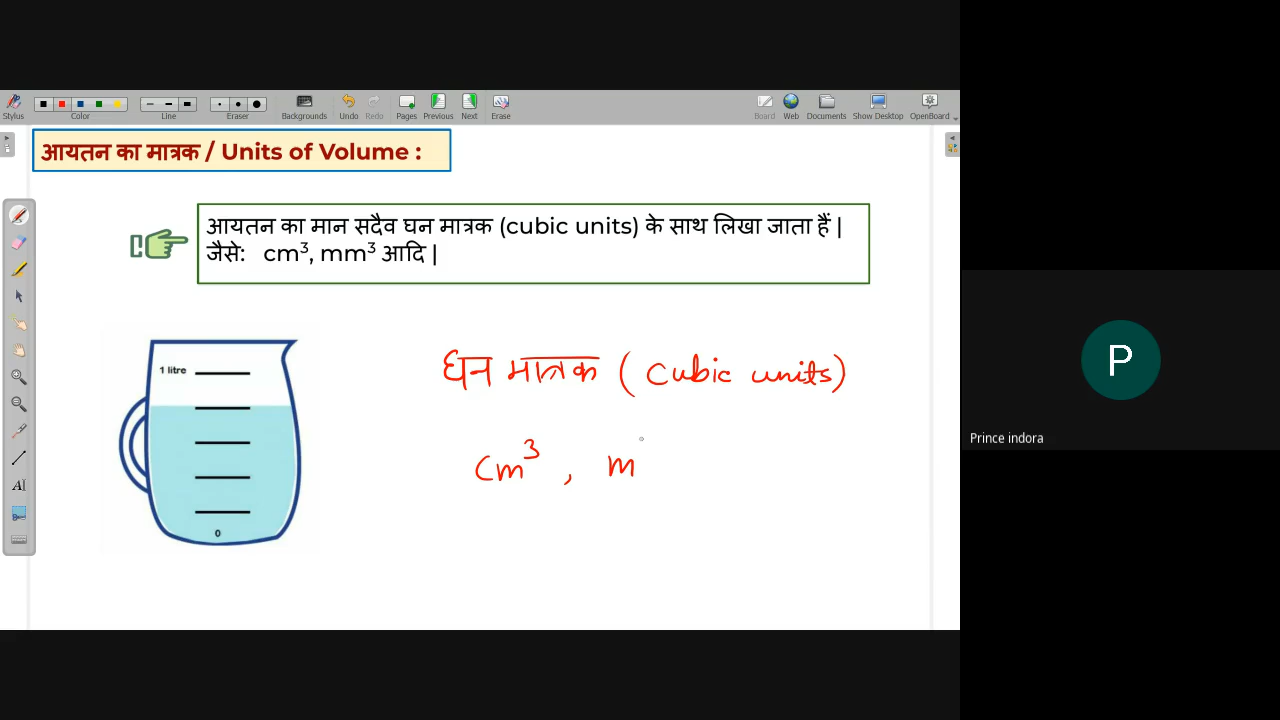 Stylus
Color
Line
Eraser
Backgrounds
Undo
Redo
Pages
Previous
Next
Erase
Board
Web
Documents
Show Desktop
OpenBoard
आयतन का मात्रक / Units of Volume :
आयतन का मान सदैव घन मात्रक (cubic units) के साथ लिखा जाता हैं |
जैसे: cm³, mm³ आदि |
1 litre
0
घन मात्रक ( cubic units)
cm³ , m
P
Prince indora